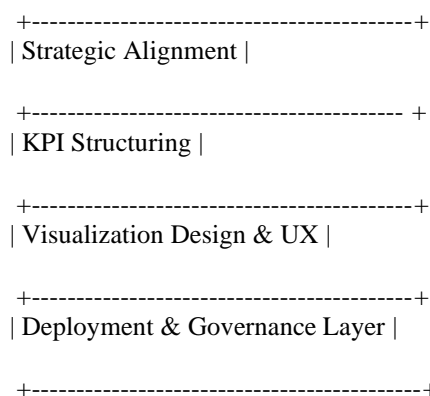 +-------------------------------------------+
| Strategic Alignment |
+------------------------------------------ +
| KPI Structuring |
+-------------------------------------------+
| Visualization Design & UX |
+-------------------------------------------+
| Deployment & Governance Layer |
+--------------------------------------------+